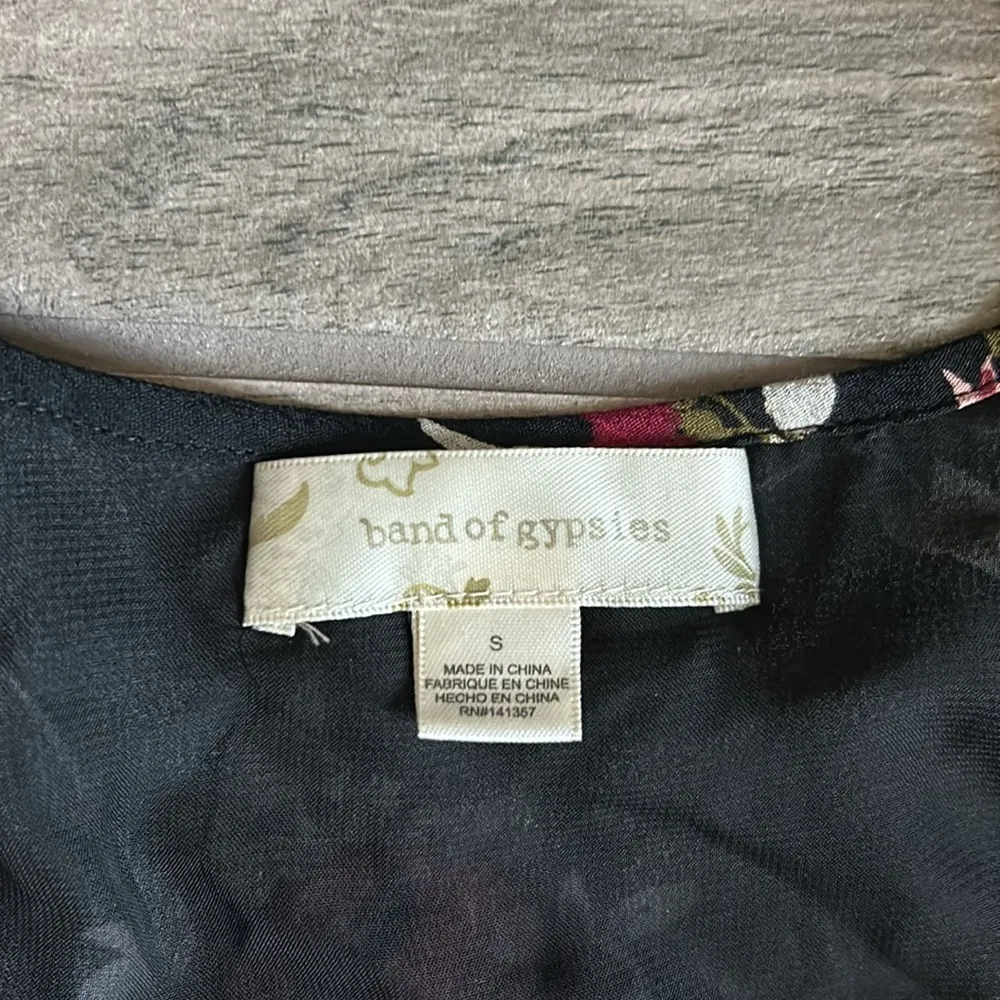 band of gypsies
S
MADE IN CHINA
FABRIQUE EN CHINE
HECHO EN CHINA
RN#141357